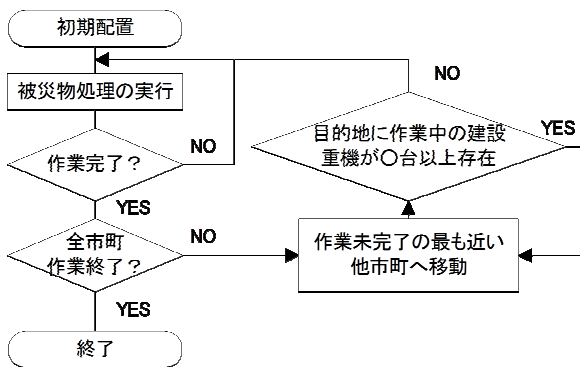 初期配置
被災物処理の実行
作業完了？
NO
YES
全市町
作業終了？
NO
YES
終了
NO
目的地に作業中の建設
重機が〇台以上存在
YES
作業未完了の最も近い
他市町へ移動